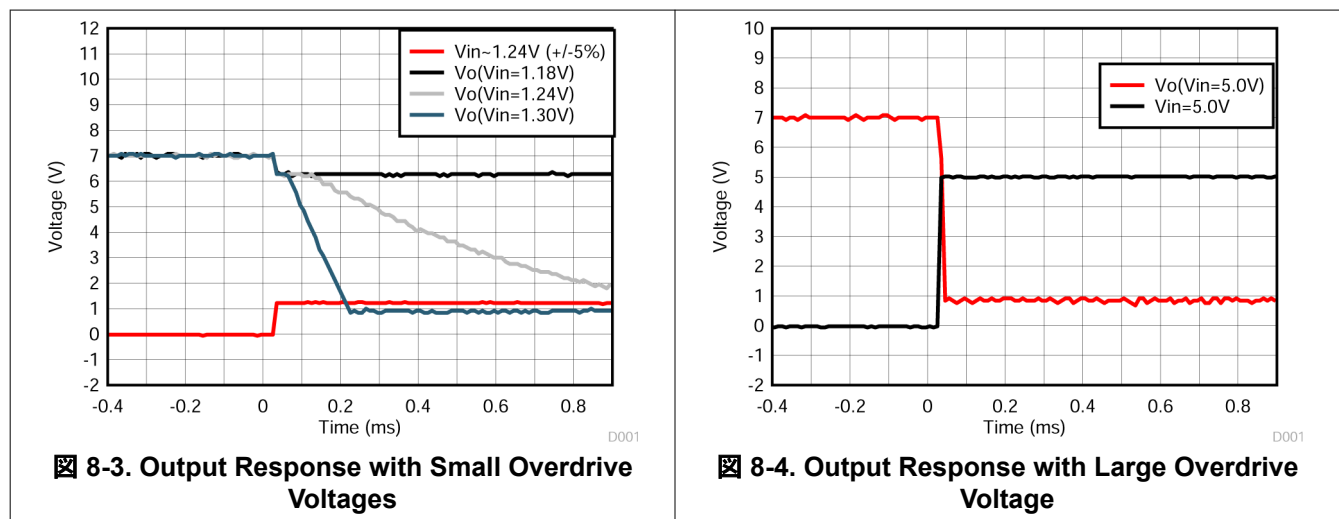 12
11
10
9
8
7
6
5
4
3
2
1
0
-1
-2
Voltage (V)
Vin~1.24V (+/-5%)
Vo(Vin=1.18V)
Vo(Vin=1.24V)
Vo(Vin=1.30V)
-0.4 -0.2 0 0.2 0.4 0.6 0.8
Time (ms)
D001
図 8-3. Output Response with Small Overdrive
Voltages
10
9
8
7
6
5
4
3
2
1
0
-1
-2
Voltage (V)
Vo(Vin=5.0V)
Vin=5.0V
-0.4 -0.2 0 0.2 0.4 0.6 0.8
Time (ms)
D001
図 8-4. Output Response with Large Overdrive
Voltage